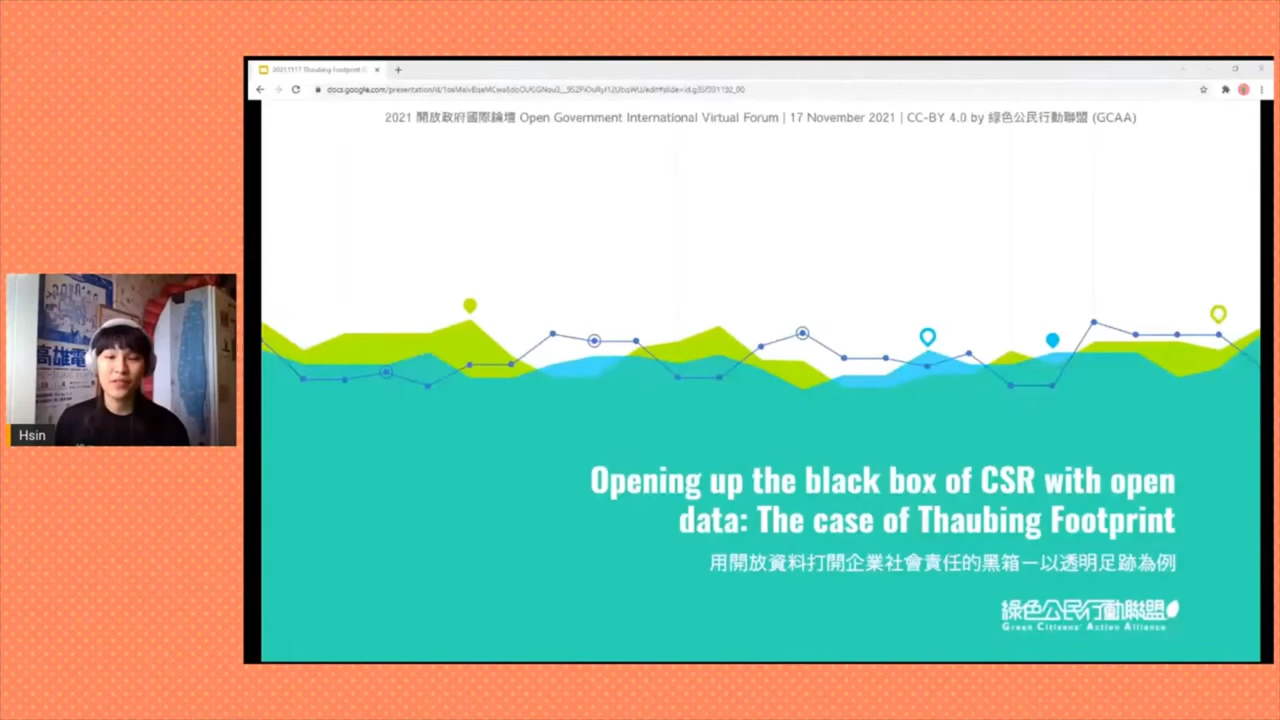 2021 開放政府國際論壇 Open Government International Virtual Forum | 17 November 2021 | CC-BY 4.0 by 綠色公民行動聯盟 (GCAA)
高雄電
Hsin
Opening up the black box of CSR with open
data: The case of Thaubing Footprint
用開放資料打開企業社會責任的黑箱－以透明足跡為例
綠色公民行動聯盟
Green Citizens' Action Alliance